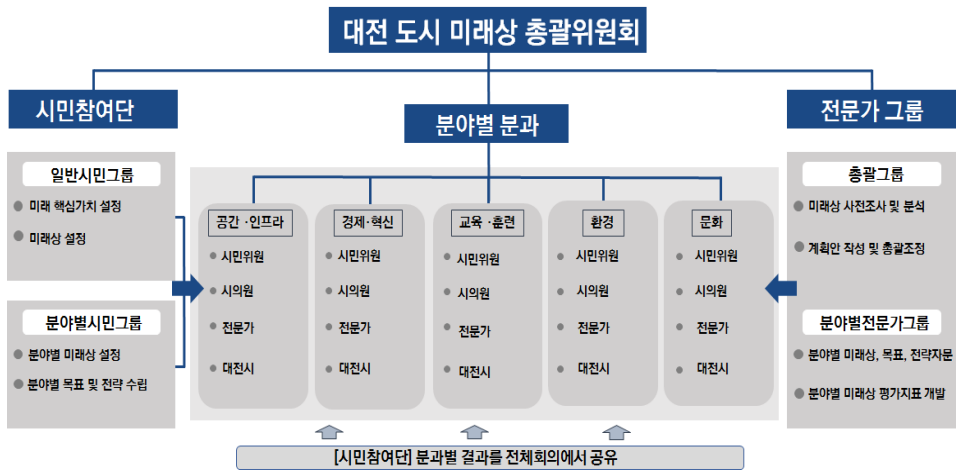 대전 도시 미래상 총괄위원회
시민참여단
분야별 분과
전문가 그룹
일반시민그룹
미래 핵심가치 설정
미래상 설정
분야별시민그룹
분야별 미래상 설정
분야별 목표 및 전략 수립
공간 ·인프라
시민위원
시의원
전문가
대전시
경제·혁신
시민위원
시의원
전문가
대전시
교육 ·훈련
시민위원
시의원
전문가
대전시
환경
시민위원
시의원
전문가
대전시
문화
시민위원
시의원
전문가
대전시
총괄그룹
미래상 사전조사 및 분석
계획안 작성 및 총괄조정
분야별전문가그룹
분야별 미래상, 목표, 전략자문
분야별 미래상 평가지표 개발
[시민참여단] 분과별 결과를 전체회의에서 공유